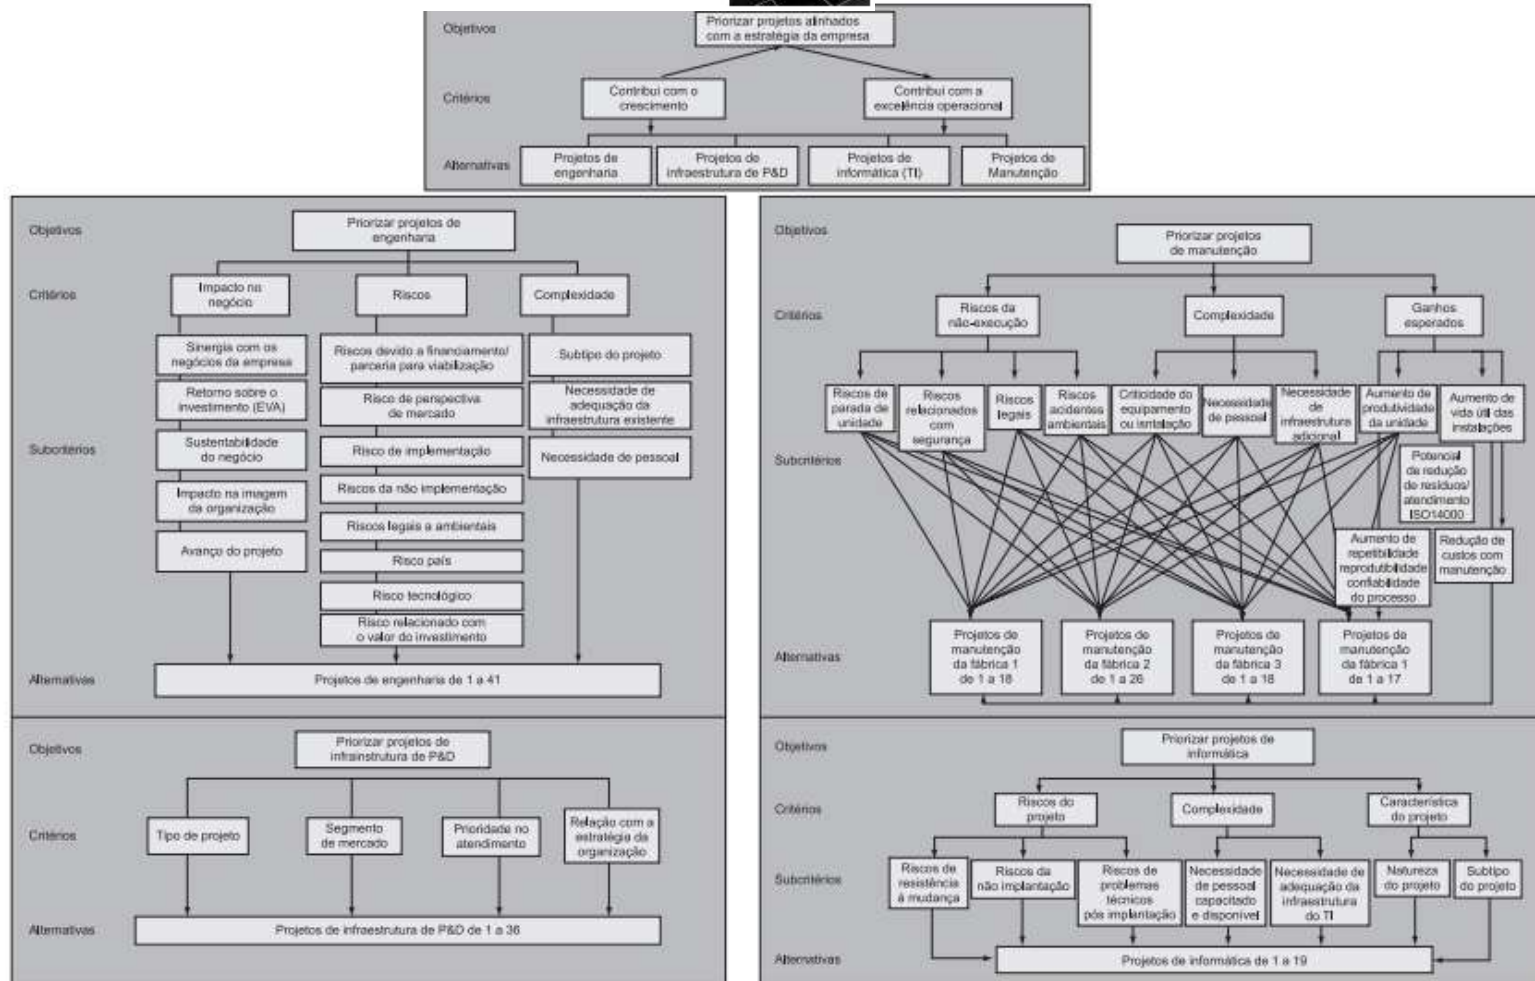 Objetivos
Priorizar projetos alinhados
com a estratégia da empresa
Critérios
Contribui com o
crescimento
Contribui com a
excelência operacional
Alternativas
Projetos de
engenharia
Projetos de
infraestrutura de P&D
Projetos de
informática (TI)
Projetos de
Manutenção
Objetivos
Priorizar projetos de
engenharia
Critérios
Impacto na
negócio
Riscos
Complexidade
Subcritérios
Sinergia com os
negócios da empresa
Retorno sobre o
investimento (EVA)
Sustentabilidade
do negócio
Impacto na imagem
da organização
Avanço do projeto
Riscos devido a financiamento/
parceria para viabilização
Risco de perspectiva
de mercado
Risco de implementação
Riscos da não implementação
Riscos legais a ambientais
Risco país
Risco tecnológico
Risco relacionado com
o valor do investimento
Subtipo do projeto
Necessidade de
adequação da
infraestrutura existente
Necessidade de pessoal
Alternativas
Projetos de engenharia de 1 a 41
Objetivos
Priorizar projetos
de manutenção
Critérios
Riscos da
não-execução
Complexidade
Ganhos
esperados
Subcritérios
Riscos de
parada de
unidade
Riscos
relacionados
com
segurança
Riscos
legais
Riscos
acidentes
ambientais
Criticidade do
equipamento
ou isntalação
Necessidade
de pessoal
Necessidade
de
infraestrutura
adicional
Aumento de
produtividade
da unidade
Aumento de
vida útil das
instalações
Potencial
de redução
de resíduos/
atendimento
ISO14000
Aumento de
repetibilidade
reprodutibilidade
confiabilidade
do processo
Redução de
custos com
manutenção
Alternativas
Projetos de
manutenção
da fábrica 1
de 1 a 18
Projetos de
manutenção
da fábrica 2
de 1 a 26
Projetos de
manutenção
da fábrica 3
de 1 a 18
Projetos de
manutenção
da fábrica 1
de 1 a 17
Objetivos
Priorizar projetos de
infrainstrutura de P&D
Critérios
Tipo de projeto
Segmento
de mercado
Prioridade no
atendimento
Relação com a
estratégia da
organização
Alternativas
Projetos de infraestrutura de P&D de 1 a 36
Objetivos
Priorizar projetos de
informática
Critérios
Riscos do
projeto
Complexidade
Característica
do projeto
Subcritérios
Riscos de
resistência
à mudança
Riscos da
não implantação
Riscos de
problemas
técnicos
pós implantação
Necessidade
de pessoal
capacitado
e disponível
Necessidade de
adequação da
infraestrutura
do TI
Natureza
do projeto
Subtipo
do projeto
Alternativas
Projetos de informática de 1 a 19